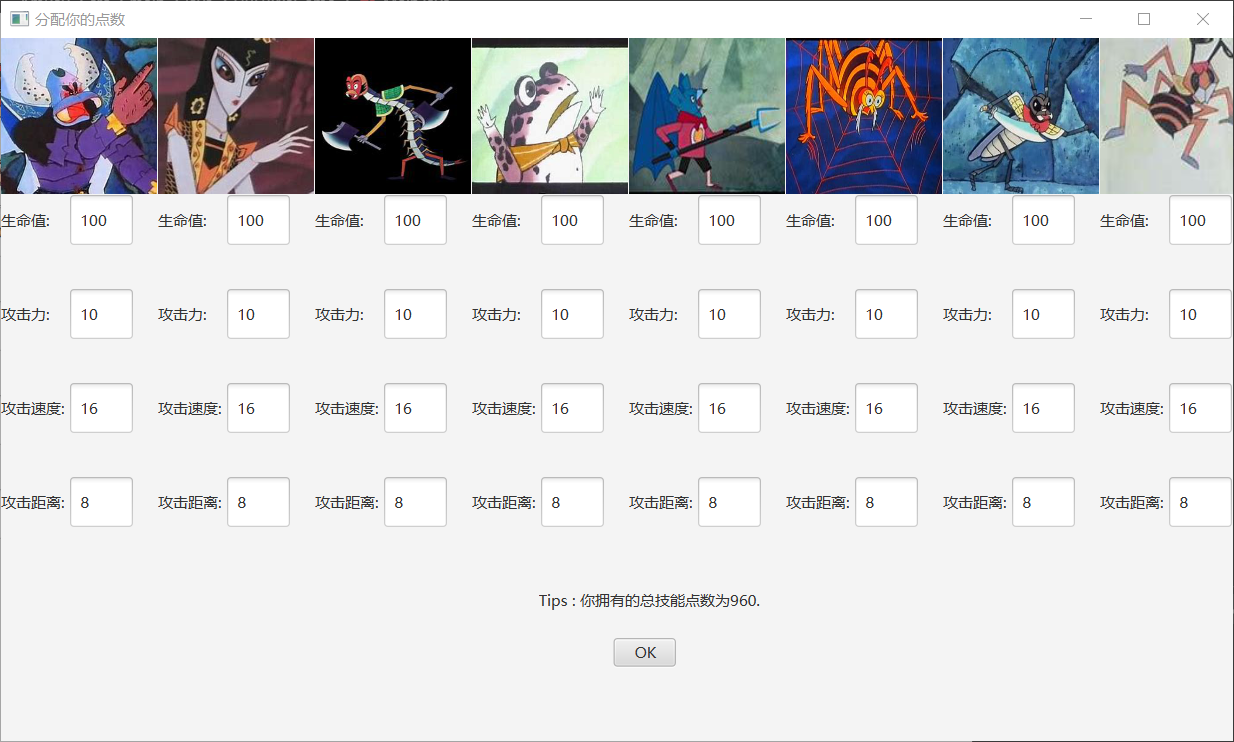 分配你的点数
生命值: 100 生命值: 100 生命值: 100 生命值: 100 生命值: 100 生命值: 100 生命值: 100 生命值: 100
攻击力: 10 攻击力: 10 攻击力: 10 攻击力: 10 攻击力: 10 攻击力: 10 攻击力: 10 攻击力: 10
攻击速度: 16 攻击速度: 16 攻击速度: 16 攻击速度: 16 攻击速度: 16 攻击速度: 16 攻击速度: 16 攻击速度: 16
攻击距离: 8 攻击距离: 8 攻击距离: 8 攻击距离: 8 攻击距离: 8 攻击距离: 8 攻击距离: 8 攻击距离: 8
Tips : 你拥有的总技能点数为960.
OK